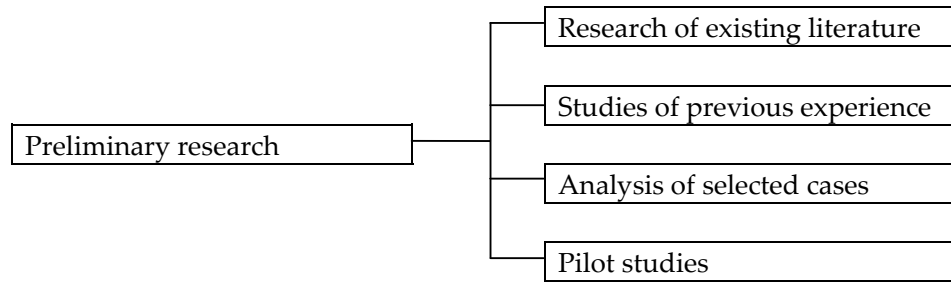 Research of existing literature
Studies of previous experience
Preliminary research
Analysis of selected cases
Pilot studies